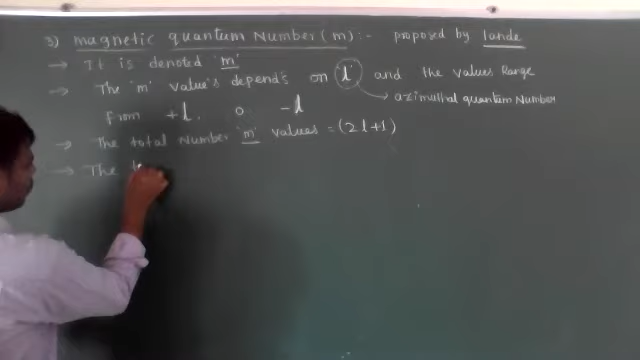 3) magnetic quantum Number (m) :- proposed by lande
→ It is denoted 'm'
→ The 'm' value's depend's on 'l' and the values Range
azimuthal quantum Number
from +l, 0 -l
→ The total Number 'm' values = (2l+1)
→ The t